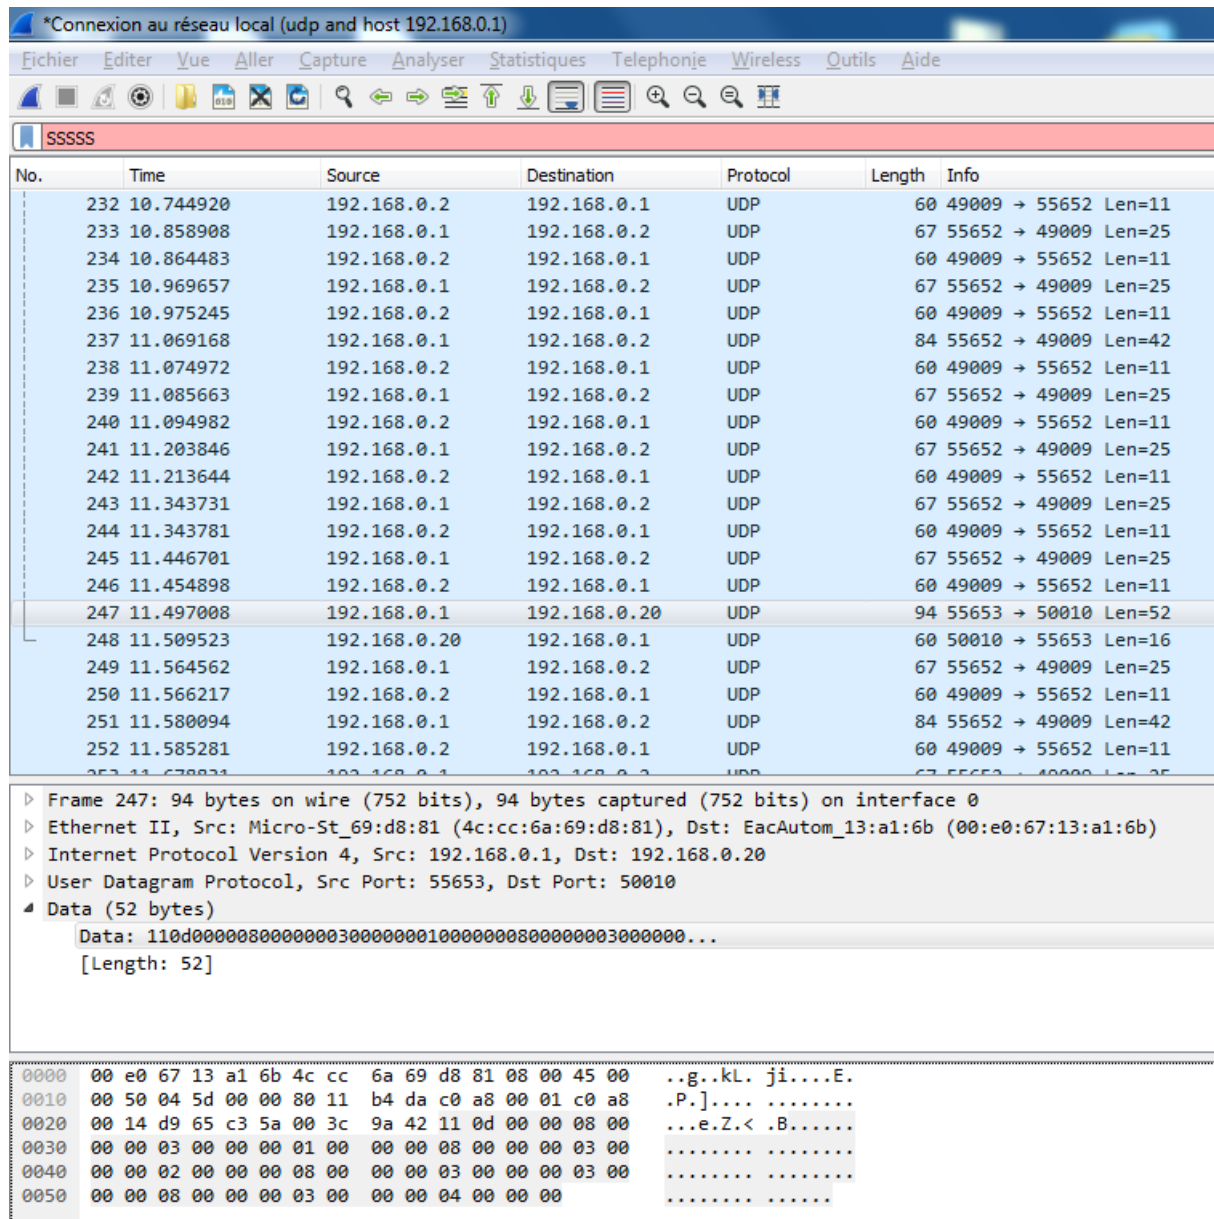 *Connexion au réseau local (udp and host 192.168.0.1)
Fichier Editer Vue Aller Capture Analyser Statistiques Telephonie Wireless Outils Aide
sssss
No. Time Source Destination Protocol Length Info
232 10.744920 192.168.0.2 192.168.0.1 UDP 60 49009 → 55652 Len=11
233 10.858908 192.168.0.1 192.168.0.2 UDP 67 55652 → 49009 Len=25
234 10.864483 192.168.0.2 192.168.0.1 UDP 60 49009 → 55652 Len=11
235 10.969657 192.168.0.1 192.168.0.2 UDP 67 55652 → 49009 Len=25
236 10.975245 192.168.0.2 192.168.0.1 UDP 60 49009 → 55652 Len=11
237 11.069168 192.168.0.1 192.168.0.2 UDP 84 55652 → 49009 Len=42
238 11.074972 192.168.0.2 192.168.0.1 UDP 60 49009 → 55652 Len=11
239 11.085663 192.168.0.1 192.168.0.2 UDP 67 55652 → 49009 Len=25
240 11.094982 192.168.0.2 192.168.0.1 UDP 60 49009 → 55652 Len=11
241 11.203846 192.168.0.1 192.168.0.2 UDP 67 55652 → 49009 Len=25
242 11.213644 192.168.0.2 192.168.0.1 UDP 60 49009 → 55652 Len=11
243 11.343731 192.168.0.1 192.168.0.2 UDP 67 55652 → 49009 Len=25
244 11.343781 192.168.0.2 192.168.0.1 UDP 60 49009 → 55652 Len=11
245 11.446701 192.168.0.1 192.168.0.2 UDP 67 55652 → 49009 Len=25
246 11.454898 192.168.0.2 192.168.0.1 UDP 60 49009 → 55652 Len=11
247 11.497008 192.168.0.1 192.168.0.20 UDP 94 55653 → 50010 Len=52
248 11.509523 192.168.0.20 192.168.0.1 UDP 60 50010 → 55653 Len=16
249 11.564562 192.168.0.1 192.168.0.2 UDP 67 55652 → 49009 Len=25
250 11.566217 192.168.0.2 192.168.0.1 UDP 60 49009 → 55652 Len=11
251 11.580094 192.168.0.1 192.168.0.2 UDP 84 55652 → 49009 Len=42
252 11.585281 192.168.0.2 192.168.0.1 UDP 60 49009 → 55652 Len=11
Frame 247: 94 bytes on wire (752 bits), 94 bytes captured (752 bits) on interface 0
Ethernet II, Src: Micro-St_69:d8:81 (4c:cc:6a:69:d8:81), Dst: EacAutom_13:a1:6b (00:e0:67:13:a1:6b)
Internet Protocol Version 4, Src: 192.168.0.1, Dst: 192.168.0.20
User Datagram Protocol, Src Port: 55653, Dst Port: 50010
Data (52 bytes)
Data: 110d00000800000003000000010000000800000003000000...
[Length: 52]
0000 00 e0 67 13 a1 6b 4c cc 6a 69 d8 81 08 00 45 00 ..g..kL. ji....E.
0010 00 50 04 5d 00 00 80 11 b4 da c0 a8 00 01 c0 a8 .P.].... ........
0020 00 14 d9 65 c3 5a 00 3c 9a 42 11 0d 00 00 08 00 ...e.Z.< .B......
0030 00 00 03 00 00 00 01 00 00 00 08 00 00 00 03 00 ........ ........
0040 00 00 02 00 00 00 08 00 00 00 03 00 00 00 03 00 ........ ........
0050 00 00 08 00 00 00 03 00 00 00 04 00 00 00 ........ ......